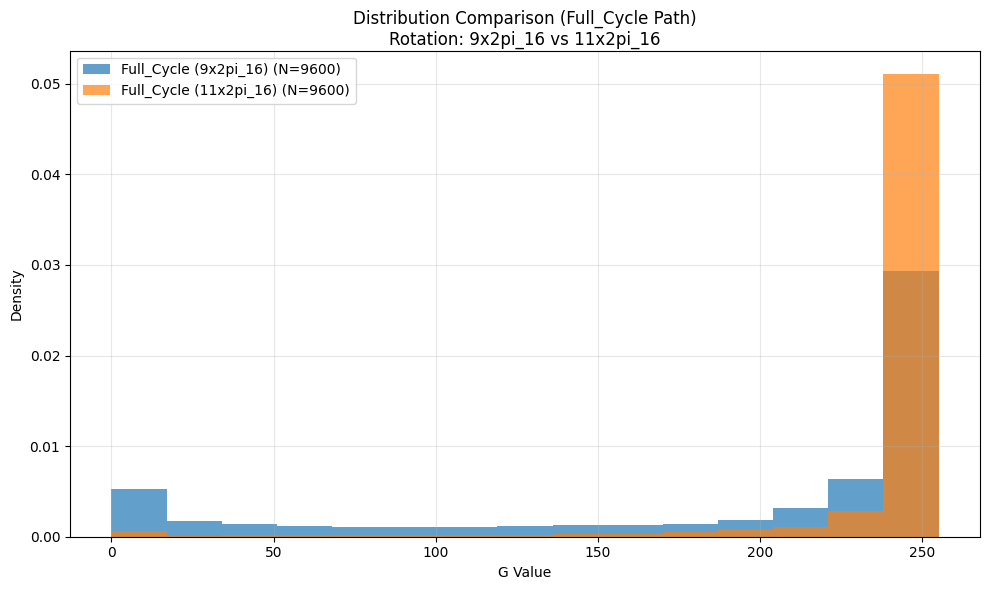 Distribution Comparison (Full_Cycle Path)
Rotation: 9x2pi_16 vs 11x2pi_16
Full_Cycle (9x2pi_16) (N=9600)
Full_Cycle (11x2pi_16) (N=9600)
Density
0.05
0.04
0.03
0.02
0.01
0.00
0 50 100 150 200 250
G Value